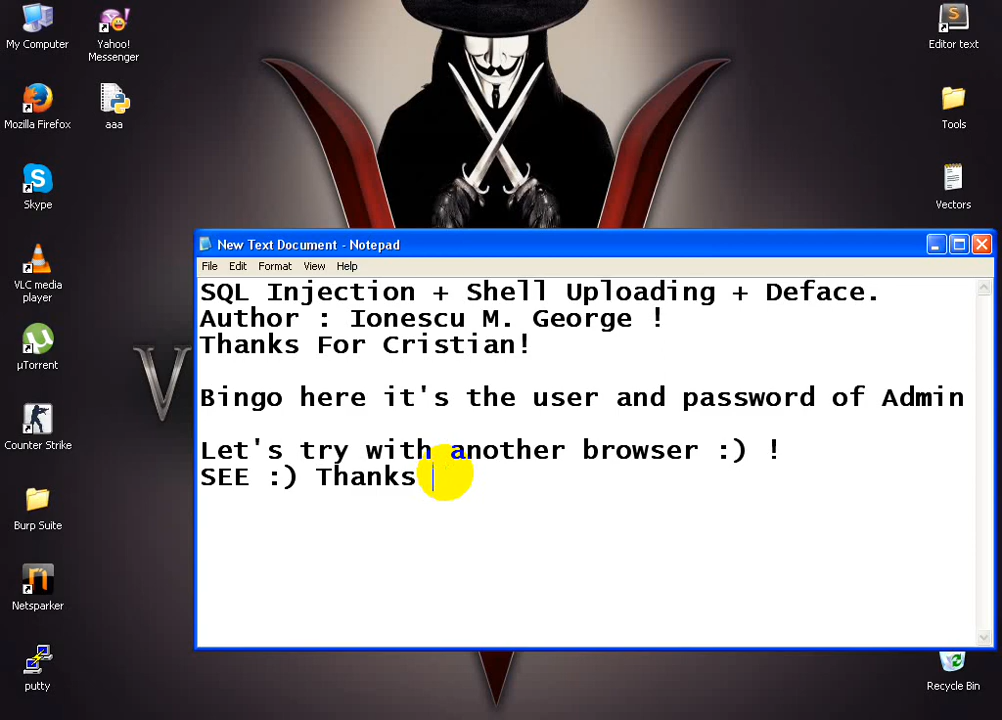 My Computer
Yahoo!
Messenger
Editor text
Mozilla Firefox
aaa
Tools
Skype
Vectors
VLC media
player
µTorrent
Counter Strike
Burp Suite
Netsparker
putty
Recycle Bin
V
New Text Document - Notepad
File Edit Format View Help
SQL Injection + Shell Uploading + Deface.
Author : Ionescu M. George !
Thanks For Cristian!
Bingo here it's the user and password of Admin
Let's try with another browser :) !
SEE :) Thanks